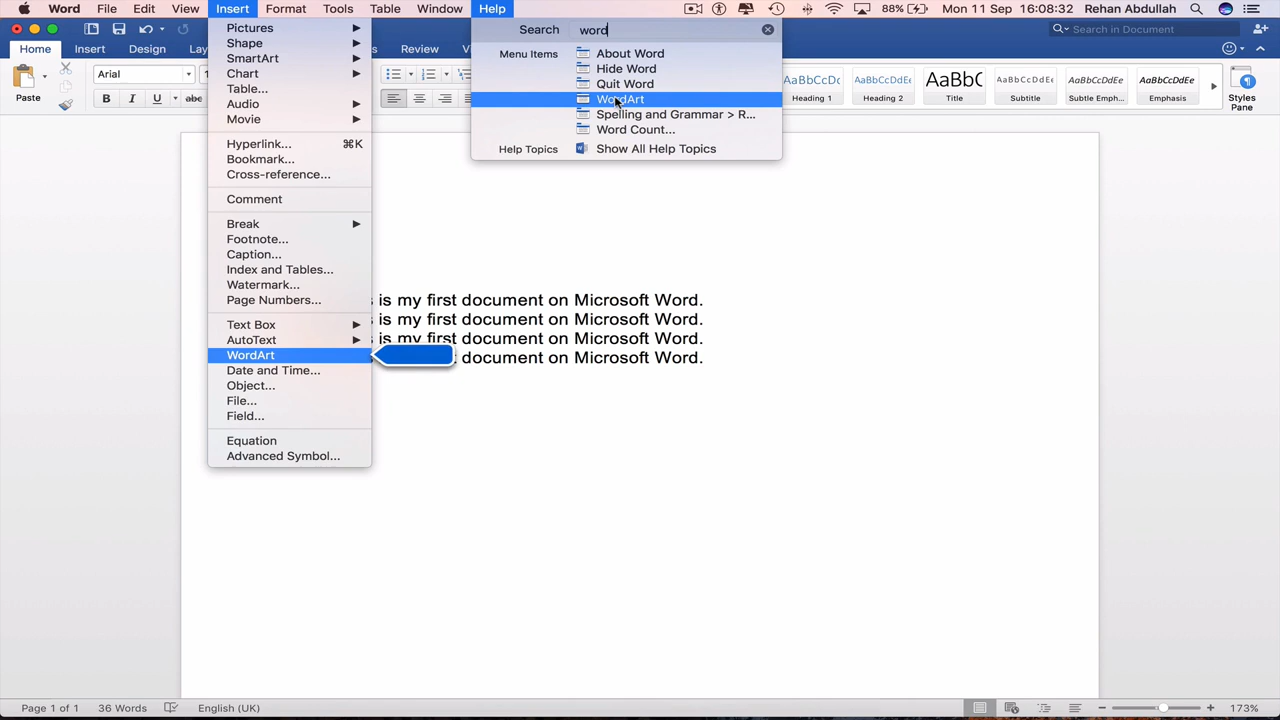 Word File Edit View Insert Format Tools Table Window Help 88% Mon 11 Sep 16:08:32 Rehan Abdullah
Search word
Search in Document
Home Insert Design Review
Paste
Arial
B I U
AaBbCcDc AaBbCcDdEe AaBbC
Heading 1 Heading 2 Title Subtitle Subtle Emph... Emphasis
Styles
Pane
Pictures
Shape
SmartArt
Chart
Table...
Audio
Movie
Hyperlink... ⌘K
Bookmark...
Cross-reference...
Comment
Break
Footnote...
Caption...
Index and Tables...
Watermark...
Page Numbers...
Text Box
AutoText
WordArt
Date and Time...
Object...
File...
Field...
Equation
Advanced Symbol...
Menu Items About Word
Hide Word
Quit Word
WordArt
Spelling and Grammar > R...
Word Count...
Help Topics Show All Help Topics
is my first document on Microsoft Word.
is my first document on Microsoft Word.
is my first document on Microsoft Word.
document on Microsoft Word.
Page 1 of 1 36 Words English (UK) 173%